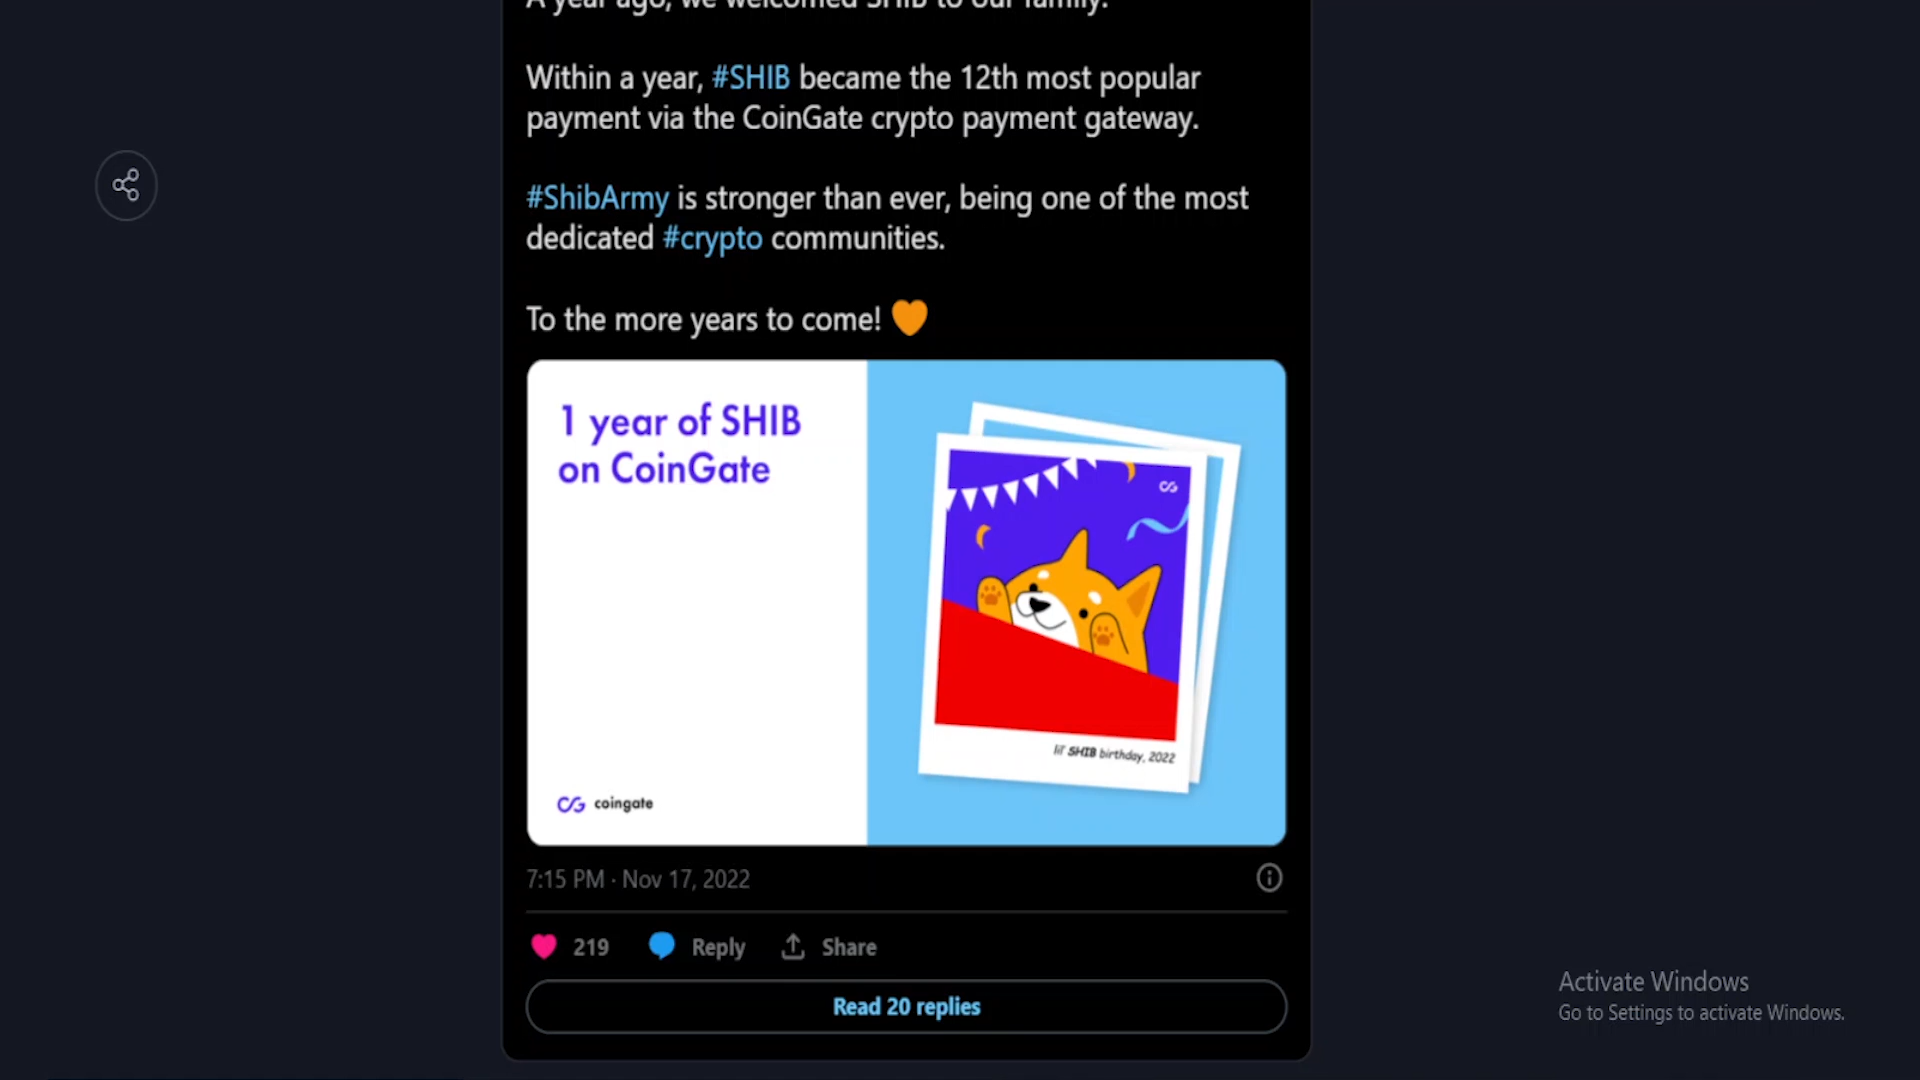 A year ago, we welcomed SHIB to our family.
Within a year, #SHIB became the 12th most popular
payment via the CoinGate crypto payment gateway.
#ShibArmy is stronger than ever, being one of the most
dedicated #crypto communities.
To the more years to come! 🧡
1 year of SHIB
on CoinGate
CG
lil' SHIB birthday, 2022
CG coingate
7:15 PM · Nov 17, 2022
219 Reply Share
Read 20 replies
Activate Windows
Go to Settings to activate Windows.